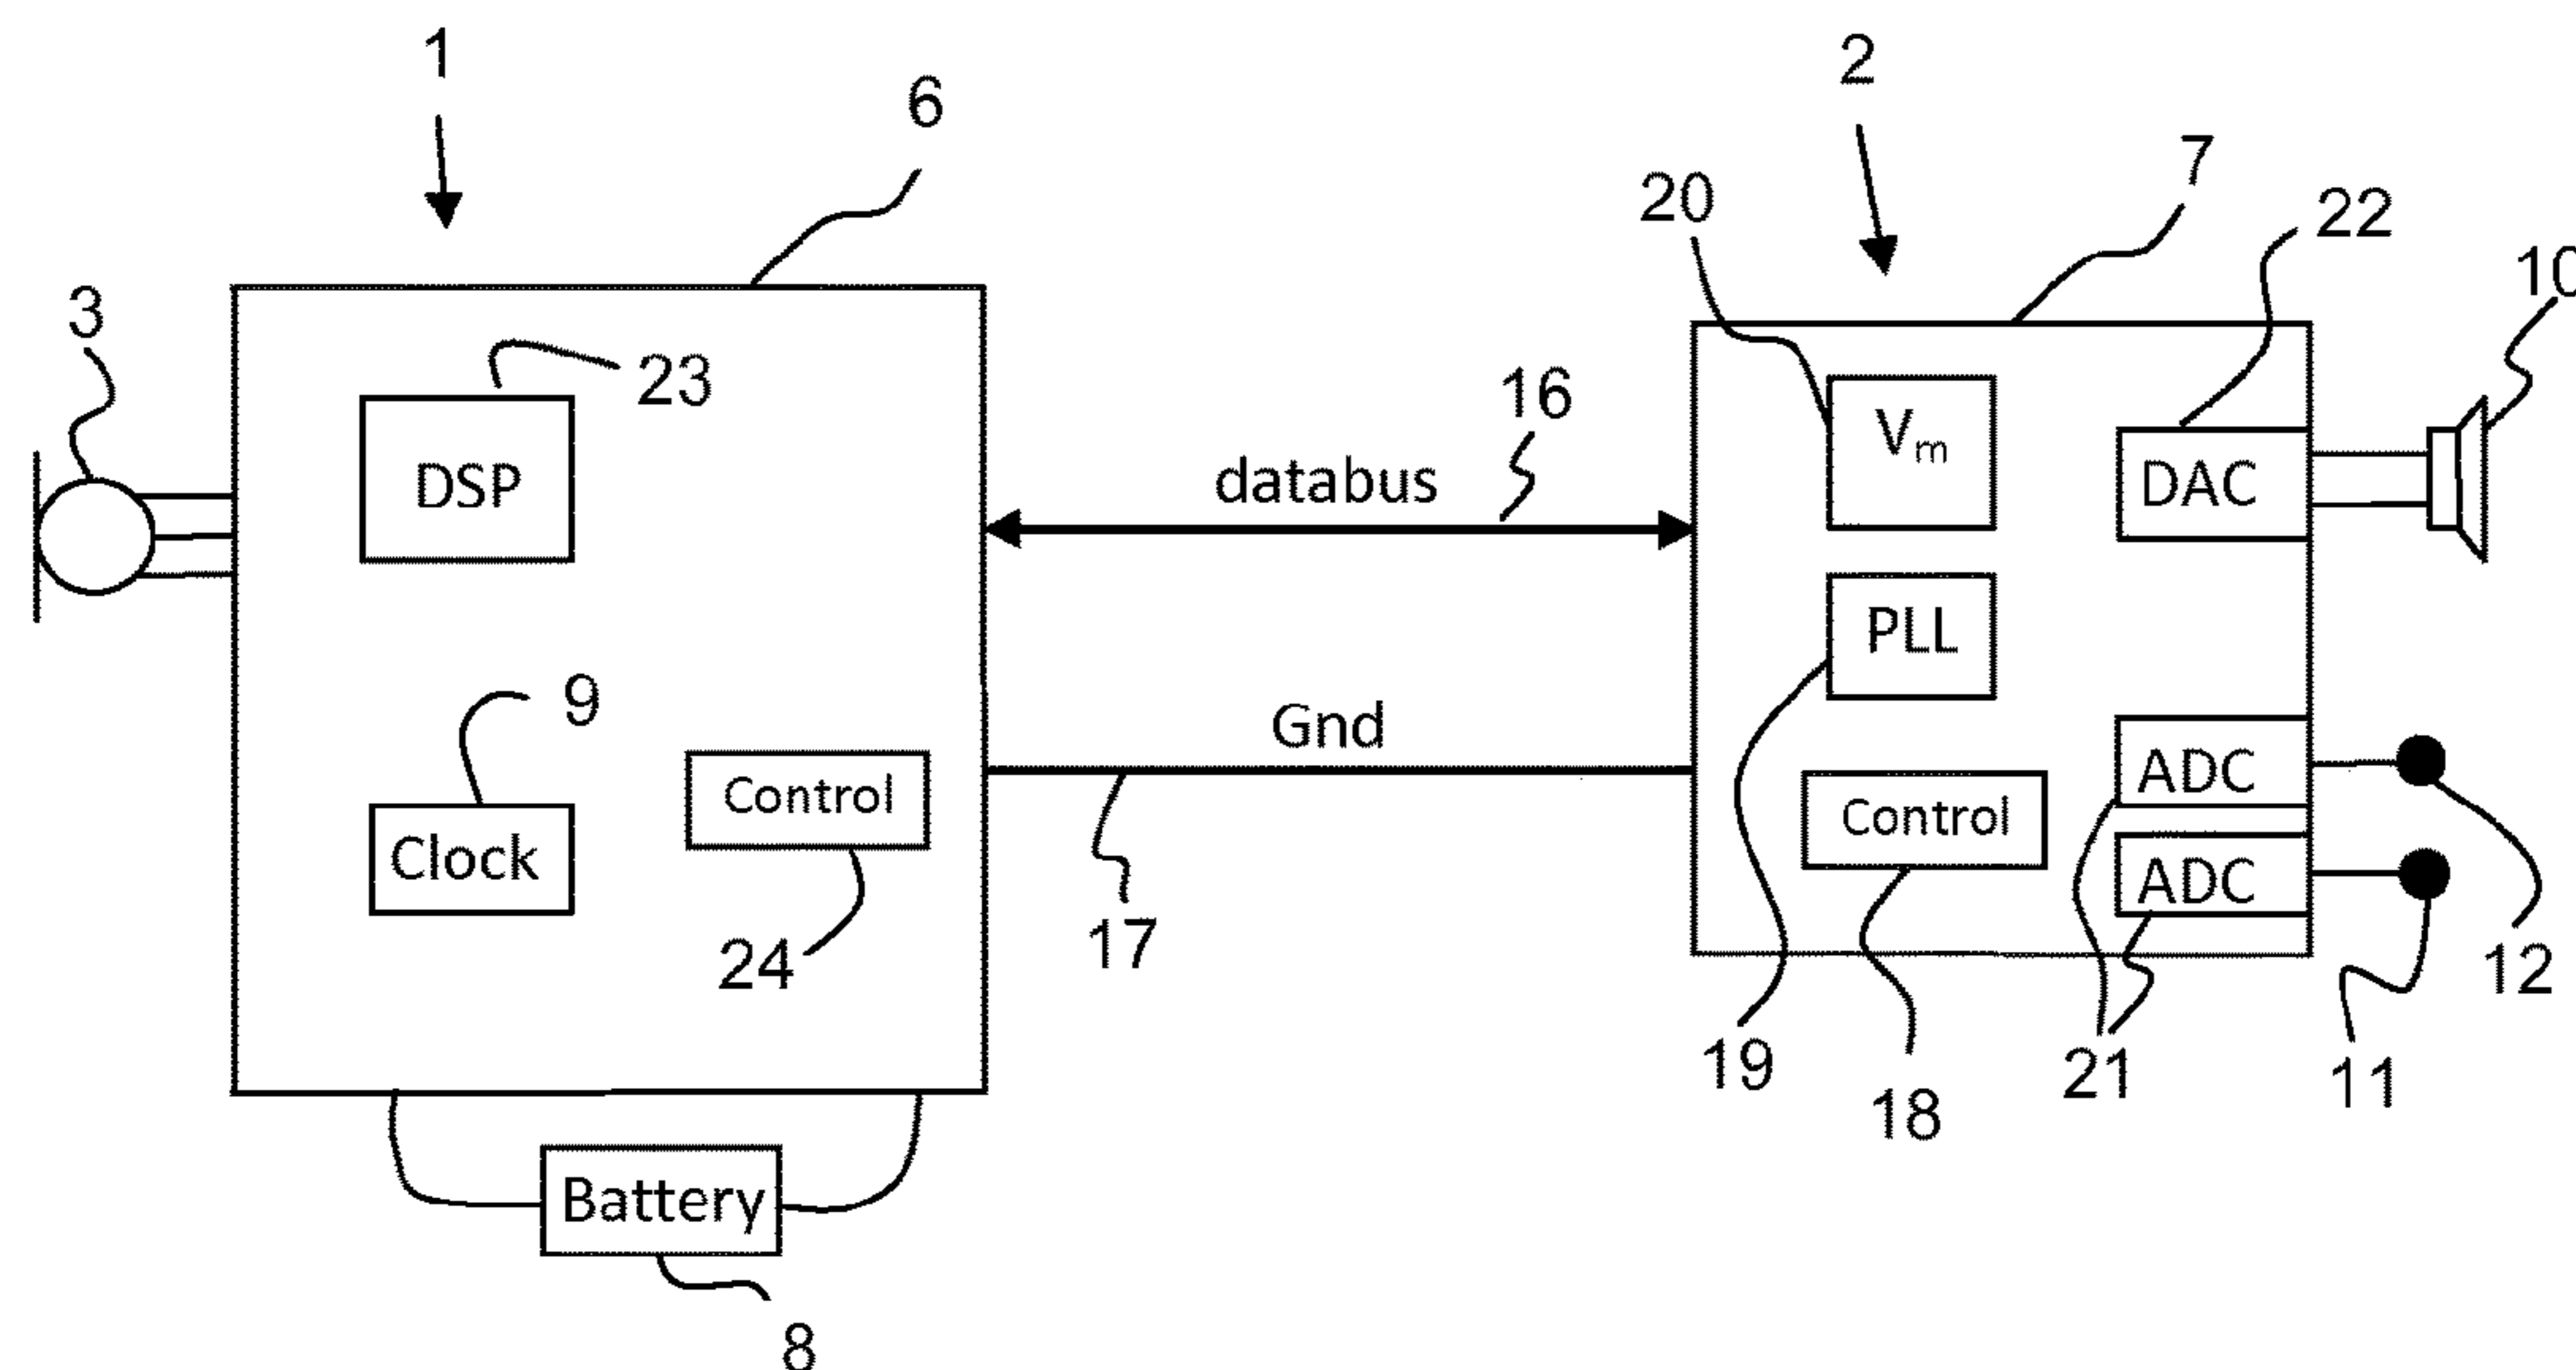 1
2
6
7
20
22
10
3
23
16
V_m
DSP
databus
DAC
PLL
9
Gnd
ADC
Control
Control
Clock
ADC
24
17
12
19
21
11
18
Battery
8